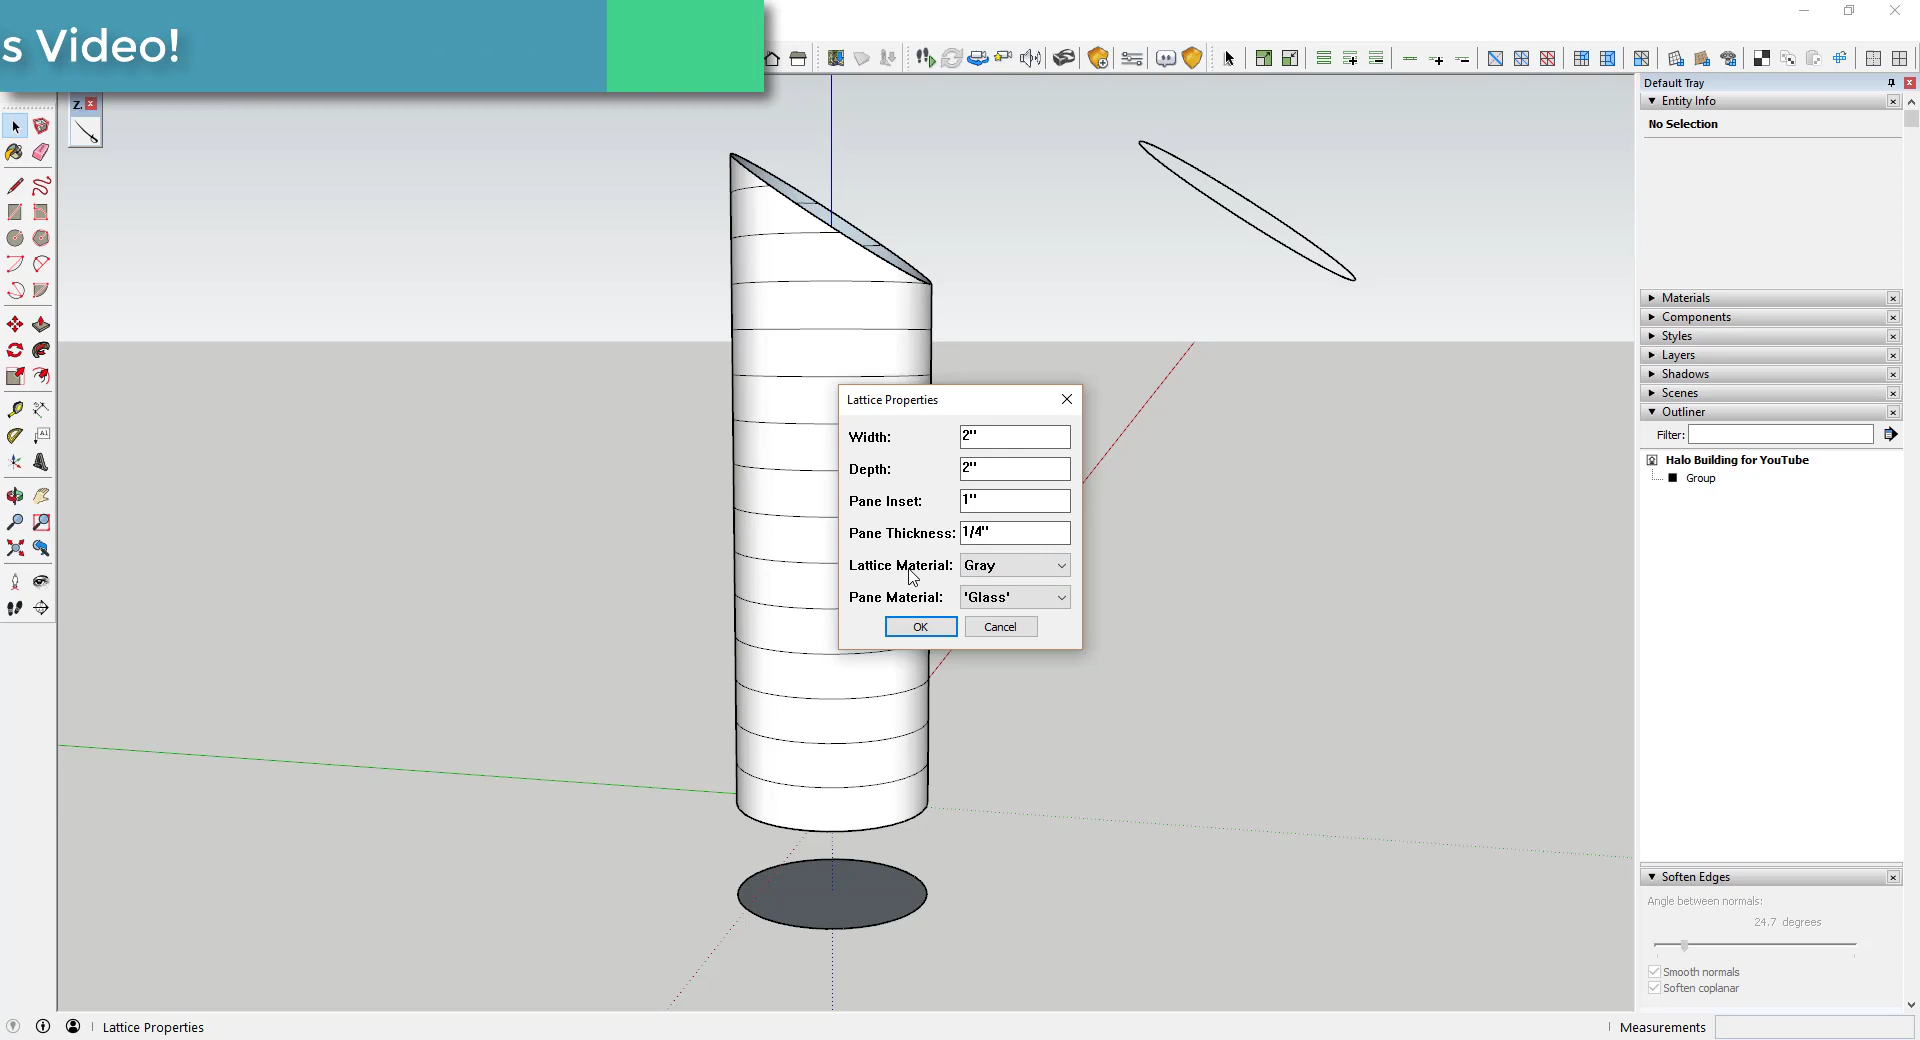 s Video!
Z.
Default Tray
Entity Info
No Selection
A1
Materials
Components
Styles
Layers
Shadows
Scenes
Outliner
Filter:
Halo Building for YouTube
Group
Lattice Properties
Width: 2"
Depth: 2"
Pane Inset: 1"
Pane Thickness: 1/4"
Lattice Material: Gray
Pane Material: 'Glass'
OK Cancel
Soften Edges
Angle between normals:
24.7 degrees
Smooth normals
Soften coplanar
Lattice Properties
Measurements